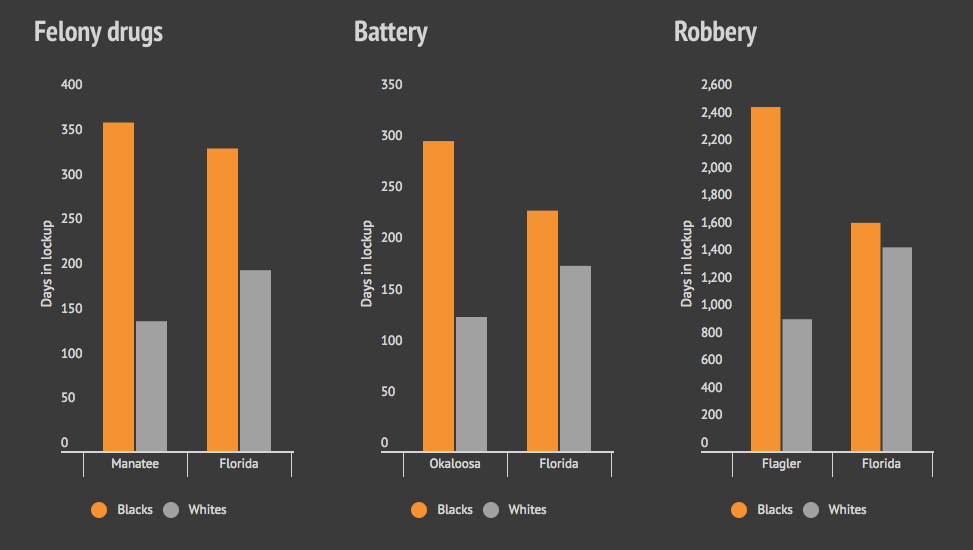 Felony drugs
400
350
300
250
200
150
100
50
0
Days in lockup
Manatee Florida
Blacks Whites
Battery
350
300
250
200
150
100
50
0
Days in lockup
Okaloosa Florida
Blacks Whites
Robbery
2,600
2,400
2,200
2,000
1,800
1,600
1,400
1,200
1,000
800
600
400
200
0
Days in lockup
Flagler Florida
Blacks Whites